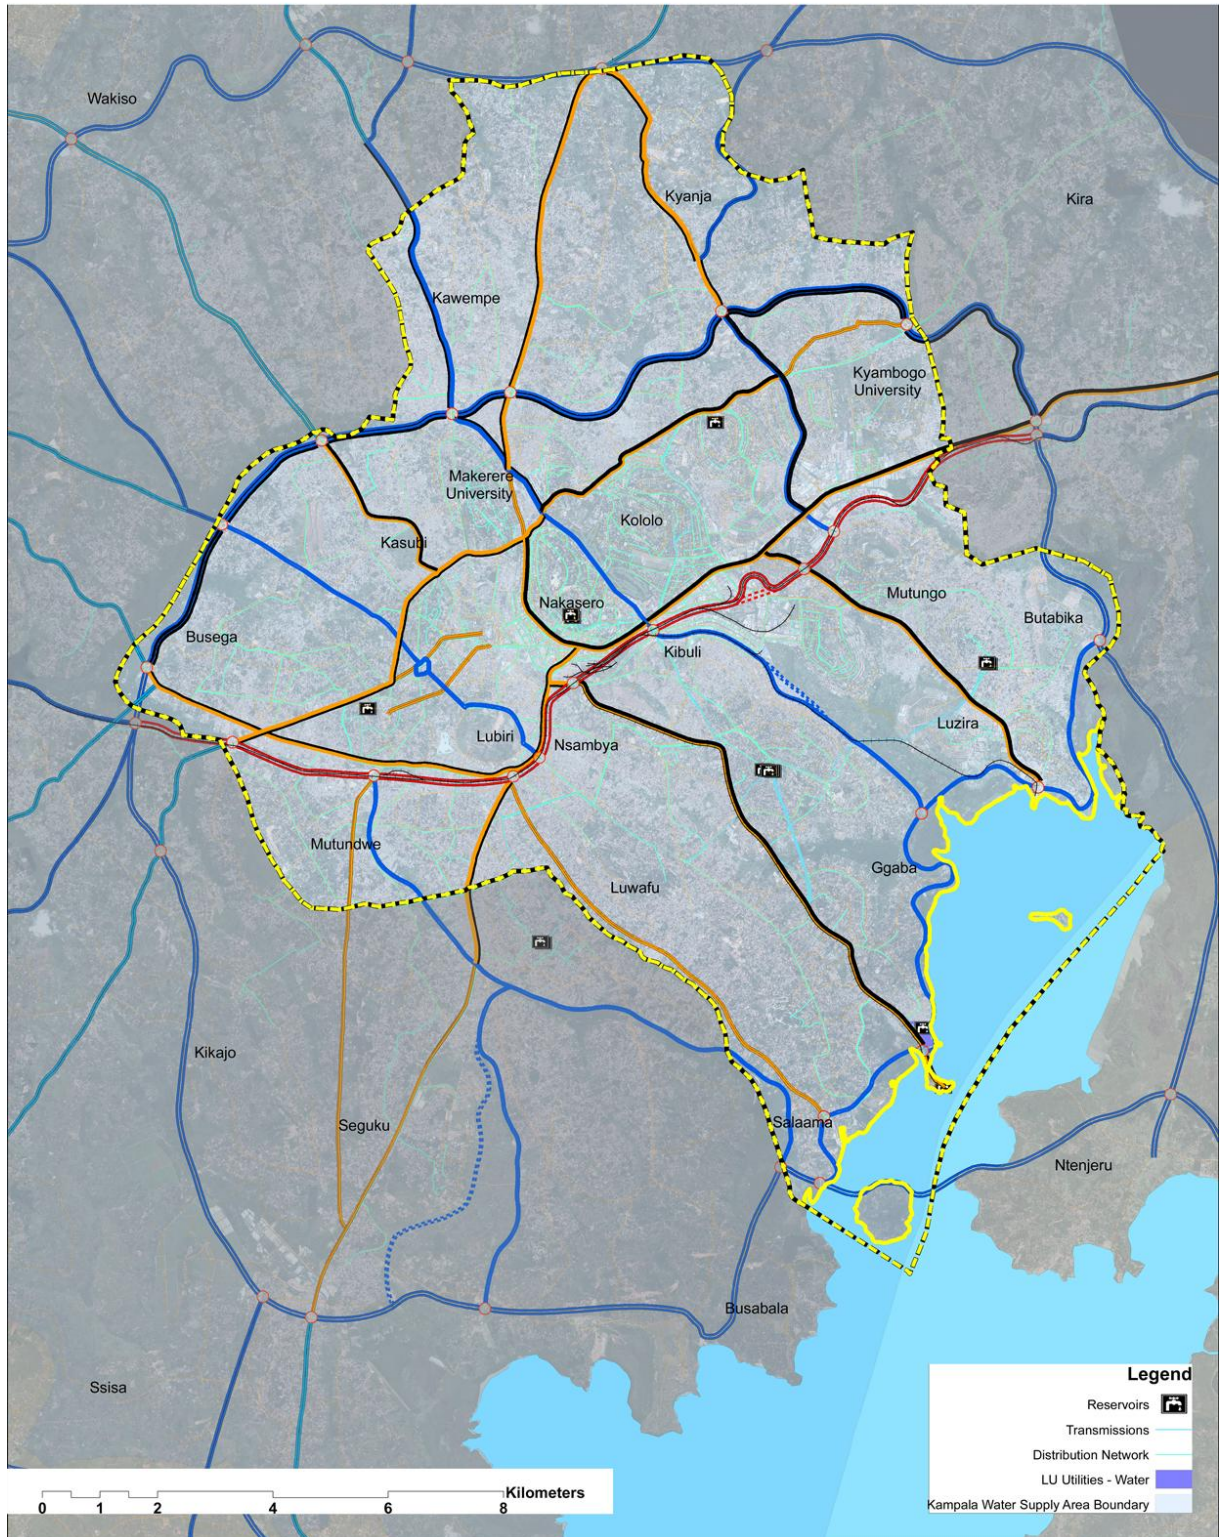 Wakiso
Kira
Kyanja
Kawempe
Kyambogo
University
Makerere
University
Kololo
Kasubi
Nakasero
Mutungo
Butabika
Busega
Kibuli
Luzira
Lubiri
Nsambya
Mutundwe
Ggaba
Luwafu
Kikajo
Seguku
Salaama
Ntenjeru
Busabala
Ssisa
Legend
Reservoirs
Transmissions
Distribution Network
LU Utilities - Water
Kampala Water Supply Area Boundary
Kilometers
0 1 2 4 6 8